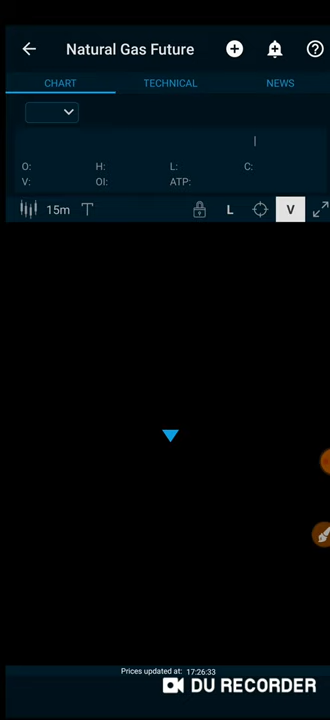 Natural Gas Future
CHART TECHNICAL NEWS
O: H: L: C:
V: OI: ATP:
15m T L V
Prices updated at: 17:26:33
DU RECORDER